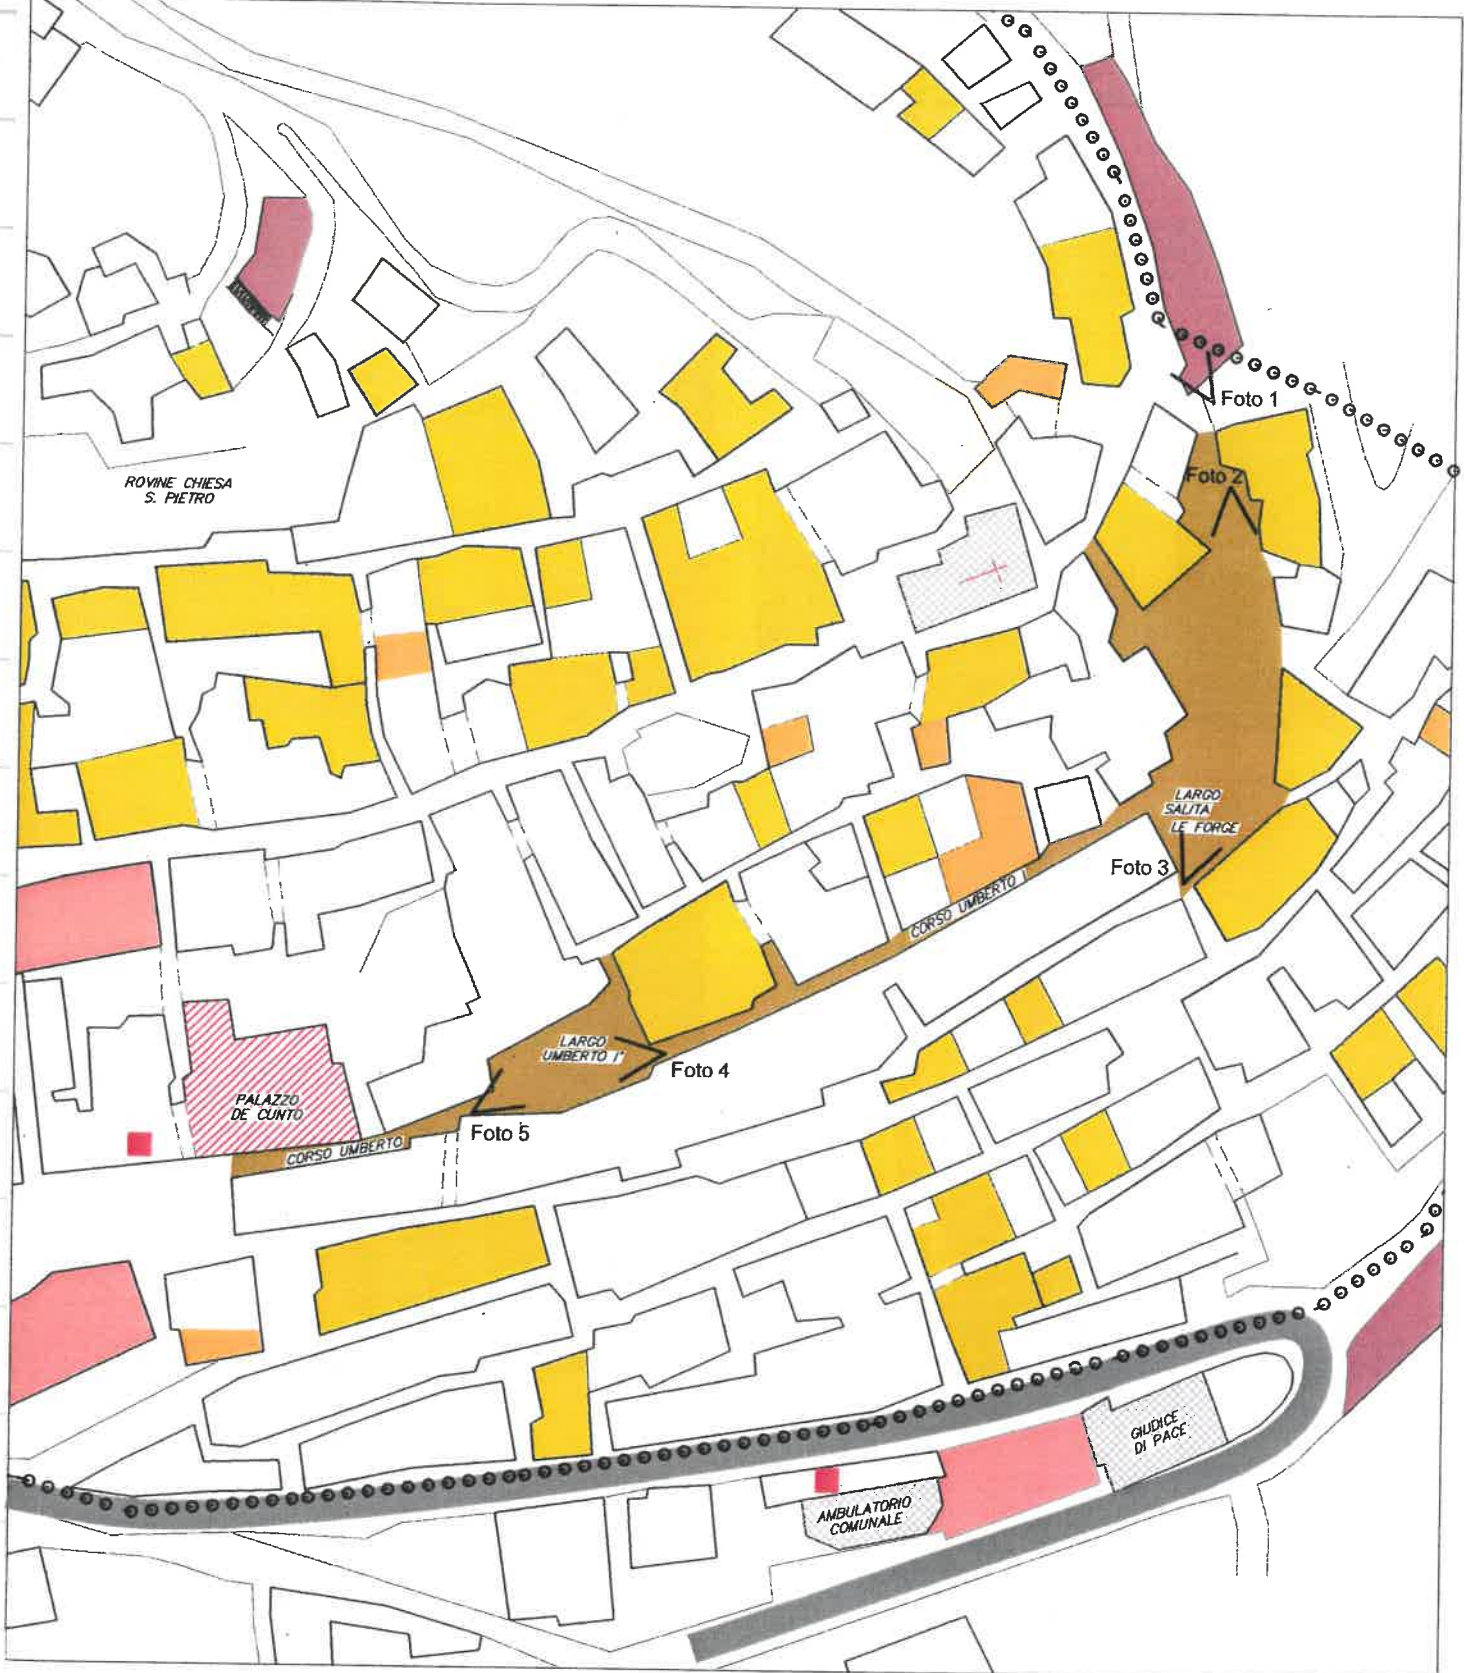 Foto 1
Foto 2
ROVINE CHIESA
S. PIETRO
LARGO
SALITA
LE FORGE
Foto 3
CORSO UMBERTO I
LARGO
UMBERTO I°
Foto 4
PALAZZO
DE CUNTO
Foto 5
CORSO UMBERTO
GIUDICE
DI PACE
AMBULATORIO
COMUNALE